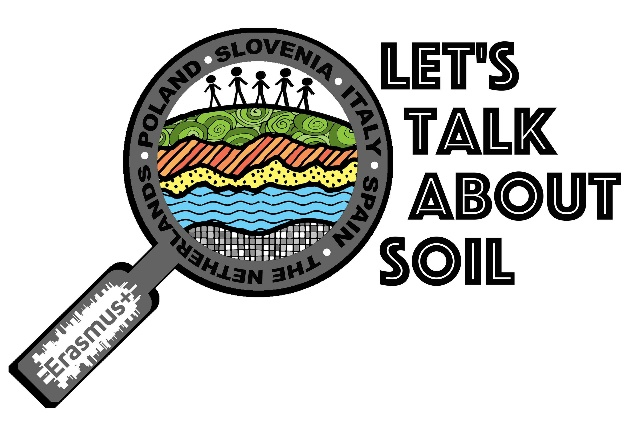 POLAND • SLOVENIA • ITALY • SPAIN • THE NETHERLANDS •
LET'S
TALK
ABOUT
SOIL
Erasmus+